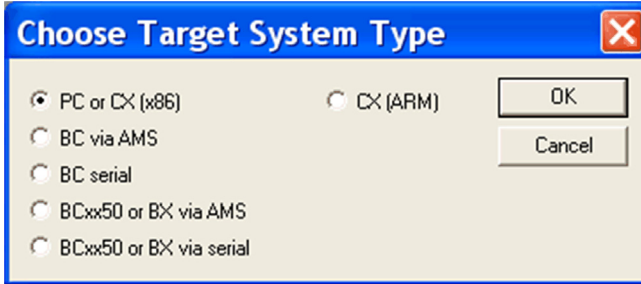 Choose Target System Type
PC or CX (x86)
CX (ARM)
OK
BC via AMS
Cancel
BC serial
BCxx50 or BX via AMS
BCxx50 or BX via serial